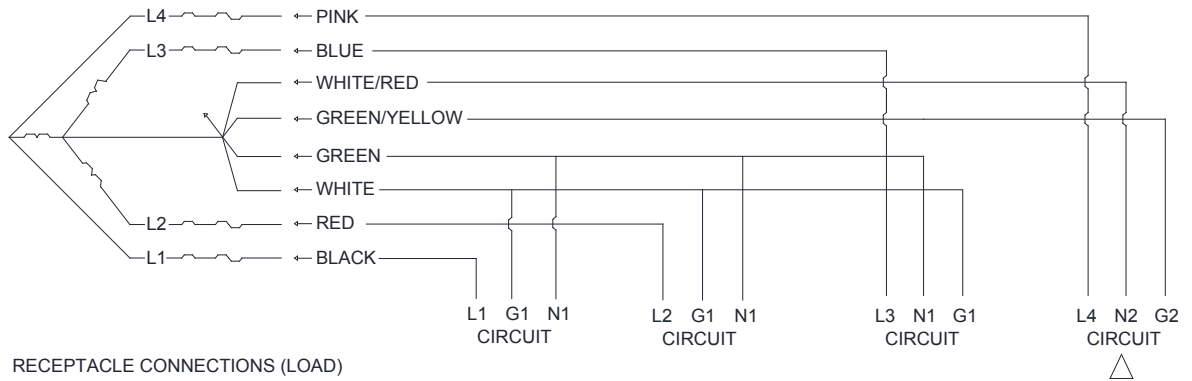 L4 PINK
L3 BLUE
WHITE/RED
GREEN/YELLOW
GREEN
WHITE
L2 RED
L1 BLACK
L1 G1 N1 L2 G1 N1 L3 N1 G1 L4 N2 G2
CIRCUIT CIRCUIT CIRCUIT CIRCUIT
RECEPTACLE CONNECTIONS (LOAD)